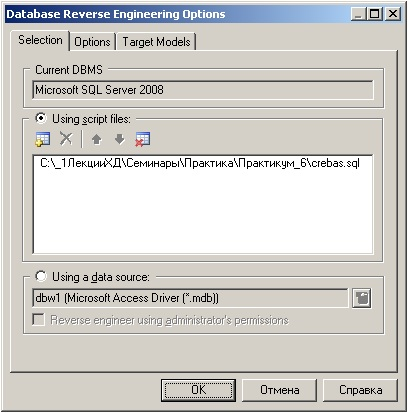 Database Reverse Engineering Options
Selection Options Target Models
Current DBMS
Microsoft SQL Server 2008
Using script files:
C:\_1ЛекцииХД\Семинары\Практика\Практикум_6\crebas.sql
Using a data source:
dbw1 (Microsoft Access Driver (*.mdb))
Reverse engineer using administrator's permissions
OK Отмена Справка